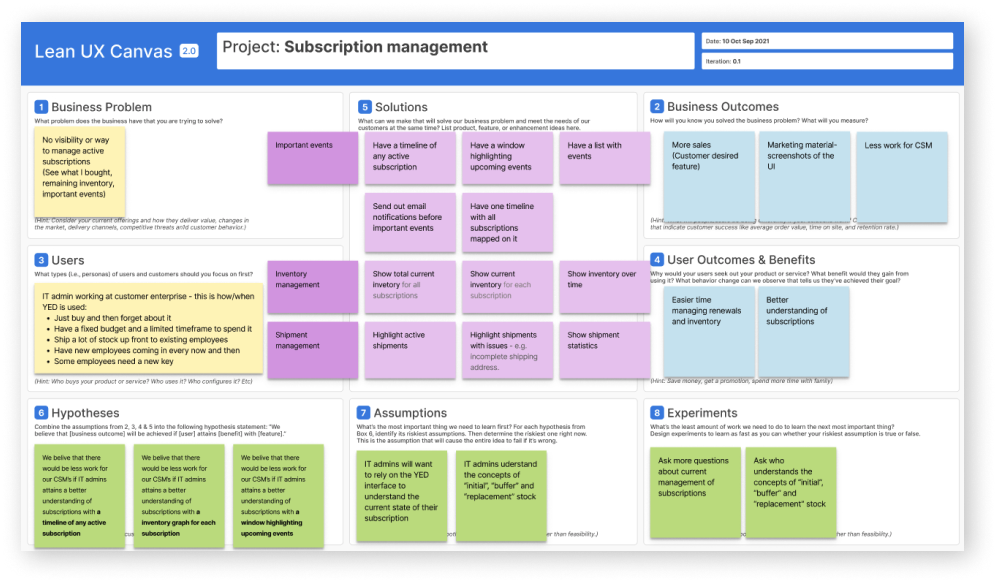 Lean UX Canvas 2.0
Project: Subscription management
Date: 10 Oct Sep 2021
Iteration: 0.1
1 Business Problem
What problem does the business have that you are trying to solve?
No visibility or way
to manage active
subscriptions
(See what I bought,
remaining inventory,
important events)
(Hint: Consider your current offerings and how they deliver value, changes in
the market, delivery channels, competitive threats and customer behavior.)
5 Solutions
What can we make that will solve our business problem and meet the needs of our
customers at the same time? List product, feature, or enhancement ideas here.
Important events
Have a timeline of
any active
subscription
Have a window
highlighting
upcoming events
Have a list with
events
Send out email
notifications before
important events
Have one timeline
with all
subscriptions
mapped on it
Inventory
management
Show total current
invetory for all
subscriptions
Show current
inventory for each
subscription
Show inventory over
time
Shipment
management
Highlight active
shipments
Highlight shipments
with issues - e.g.
incomplete shipping
address.
Show shipment
statistics
2 Business Outcomes
How will you know you solved the business problem? What will you measure?
More sales
(Customer desired
feature)
Marketing material-
screenshots of the
UI
Less work for CSM
(Hint:
that indicate customer success like average order value, time on site, and retention rate.)
3 Users
What types (i.e., personas) of users and customers should you focus on first?
IT admin working at customer enterprise - this is how/when
YED is used:
• Just buy and then forget about it
• Have a fixed budget and a limited timeframe to spend it
• Ship a lot of stock up front to existing employees
• Have new employees coming in every now and then
• Some employees need a new key
(Hint: Who buys your product or service? Who uses it? Who configures it? Etc)
4 User Outcomes & Benefits
Why would your users seek out your product or service? What benefit would they gain from
using it? What behavior change can we observe that tells us they've achieved their goal?
Easier time
managing renewals
and inventory
Better
understanding of
subscriptions
(Hint: Save money, get a promotion, spend more time with family)
6 Hypotheses
Combine the assumptions from 2, 3, 4 & 5 into the following hypothesis statement: "We
believe that [business outcome] will be achieved if [user] attains [benefit] with [feature]."
We belive that there
would be less work for
our CSM's if IT admins
attains a better
understanding of
subscriptions with a
timeline of any active
subscription
We belive that there
would be less work for
our CSM's if IT admins
attains a better
understanding of
subscriptions with a
inventory graph for each
subscription
We belive that there
would be less work for
our CSM's if IT admins
attains a better
understanding of
subscriptions with a
window highlighting
upcoming events
7 Assumptions
What's the most important thing we need to learn first? For each hypothesis from
Box 6, identify its riskiest assumptions. Then determine the riskiest one right now.
This is the assumption that will cause the entire idea to fail if it's wrong.
IT admins will want
to rely on the YED
interface to
understand the
current state of their
subscription
IT admins uderstand
the concepts of
"initial", "buffer" and
"replacement" stock
than feasibility.)
8 Experiments
What's the least amount of work we need to do to learn the next most important thing?
Design experiments to learn as fast as you can whether your riskiest assumption is true or false.
Ask more questions
about current
management of
subscriptions
Ask who
understands the
concepts of "initial",
"buffer" and
"replacement" stock
than feasibility.)